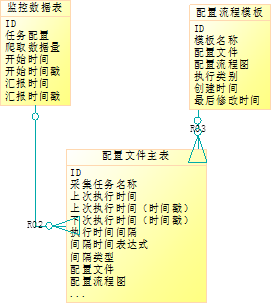 监控数据表
ID
任务配置
爬取数据量
开始时间
开始时间戳
汇报时间
汇报时间戳
配置流程模板
ID
模板名称
配置文件
配置流程图
执行类别
创建时间
最后修改时间
R02
配置文件主表
ID
采集任务名称
上次执行时间
上次执行时间（时间戳）
下次执行时间（时间戳）
执行时间间隔
间隔时间表达式
间隔类型
配置文件
配置流程图
...